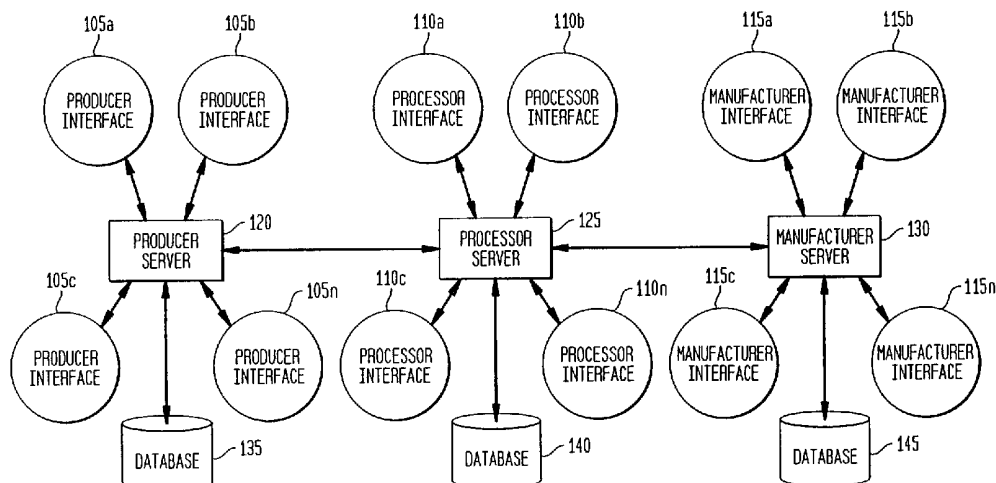 105a
105b
110a
110b
115a
115b
PRODUCER
INTERFACE
PRODUCER
INTERFACE
PROCESSOR
INTERFACE
PROCESSOR
INTERFACE
MANUFACTURER
INTERFACE
MANUFACTURER
INTERFACE
120
125
130
PRODUCER
SERVER
PROCESSOR
SERVER
MANUFACTURER
SERVER
105c
105n
110c
110n
115c
115n
PRODUCER
INTERFACE
PRODUCER
INTERFACE
PROCESSOR
INTERFACE
PROCESSOR
INTERFACE
MANUFACTURER
INTERFACE
MANUFACTURER
INTERFACE
DATABASE
135
DATABASE
140
DATABASE
145